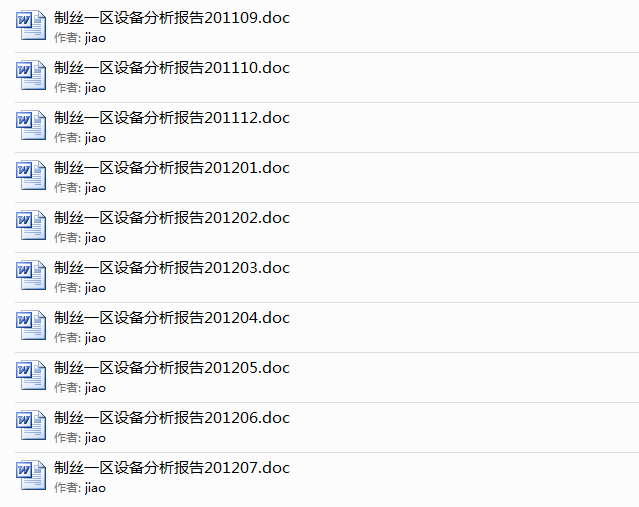 制丝一区设备分析报告201109.doc
作者: jiao
制丝一区设备分析报告201110.doc
作者: jiao
制丝一区设备分析报告201112.doc
作者: jiao
制丝一区设备分析报告201201.doc
作者: jiao
制丝一区设备分析报告201202.doc
作者: jiao
制丝一区设备分析报告201203.doc
作者: jiao
制丝一区设备分析报告201204.doc
作者: jiao
制丝一区设备分析报告201205.doc
作者: jiao
制丝一区设备分析报告201206.doc
作者: jiao
制丝一区设备分析报告201207.doc
作者: jiao